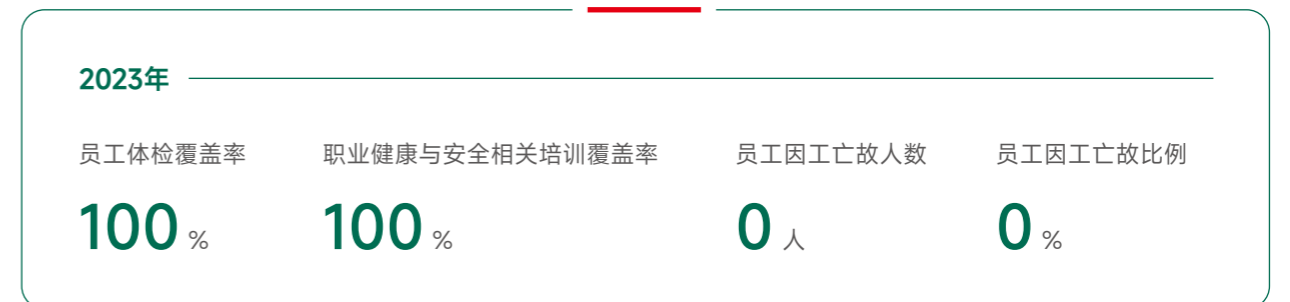 2023年
员工体检覆盖率 职业健康与安全相关培训覆盖率 员工因工亡故人数 员工因工亡故比例
100 % 100 % 0 人 0 %